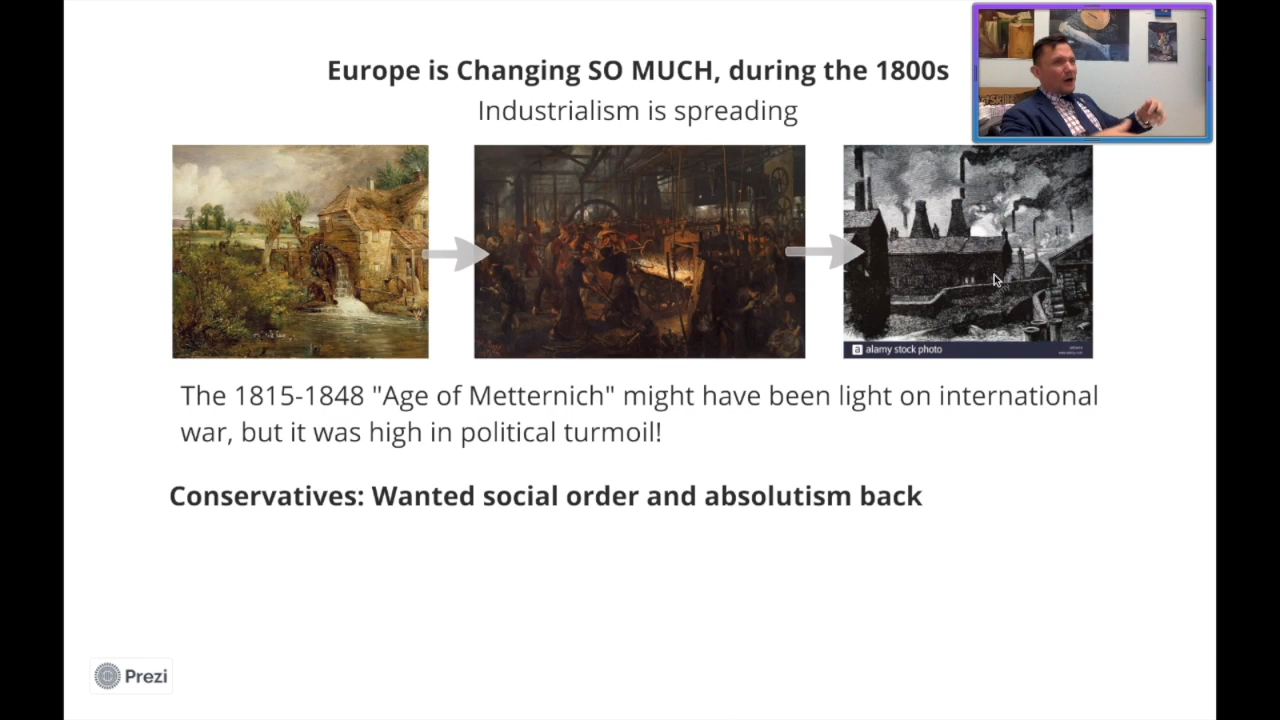 Europe is Changing SO MUCH, during the 1800s
Industrialism is spreading
a alamy stock photo
The 1815-1848 "Age of Metternich" might have been light on international
war, but it was high in political turmoil!
Conservatives: Wanted social order and absolutism back
Prezi